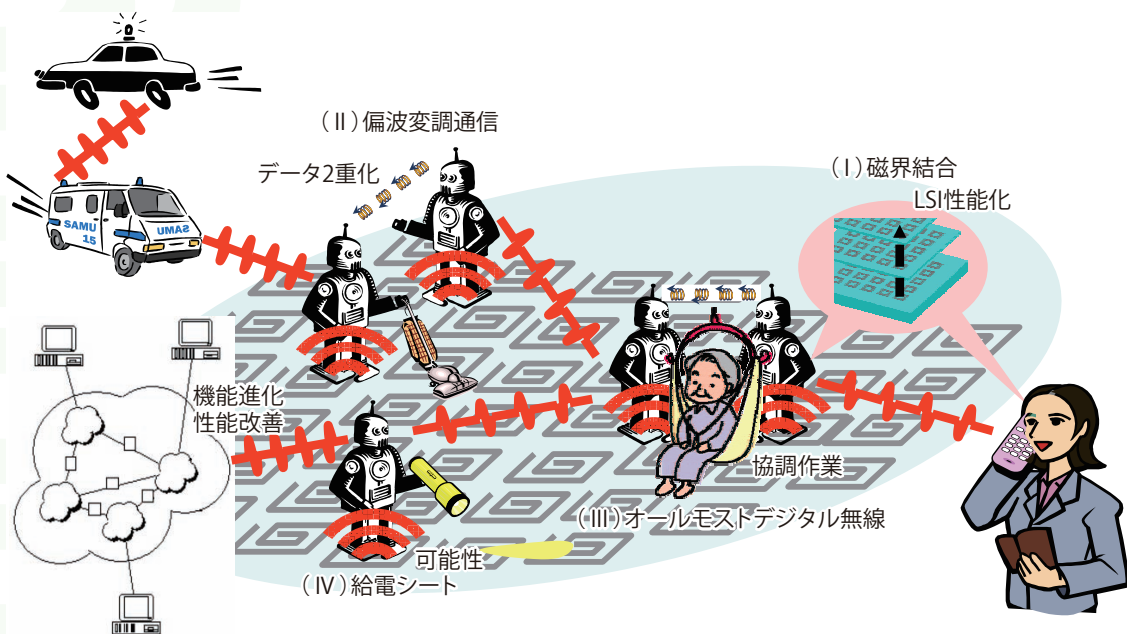 (Ⅱ)偏波変調通信
データ2重化
(Ⅰ)磁界結合
LSI性能化
SAMU
15
SAMU
機能進化
性能改善
協調作業
(Ⅲ)オールモストデジタル無線
可能性
(Ⅳ)給電シート